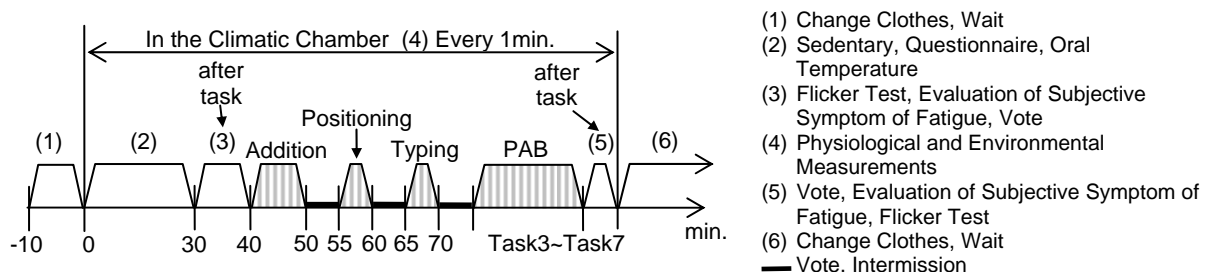 In the Climatic Chamber (4) Every 1min.
after
task
after
task
Positioning
(1)
(2)
(3)
Addition
Typing
PAB
(5)
(6)
min.
-10
0
30
40
50
55
60
65
70
Task3~Task7
(1) Change Clothes, Wait
(2) Sedentary, Questionnaire, Oral
Temperature
(3) Flicker Test, Evaluation of Subjective
Symptom of Fatigue, Vote
(4) Physiological and Environmental
Measurements
(5) Vote, Evaluation of Subjective Symptom of
Fatigue, Flicker Test
(6) Change Clothes, Wait
Vote, Intermission